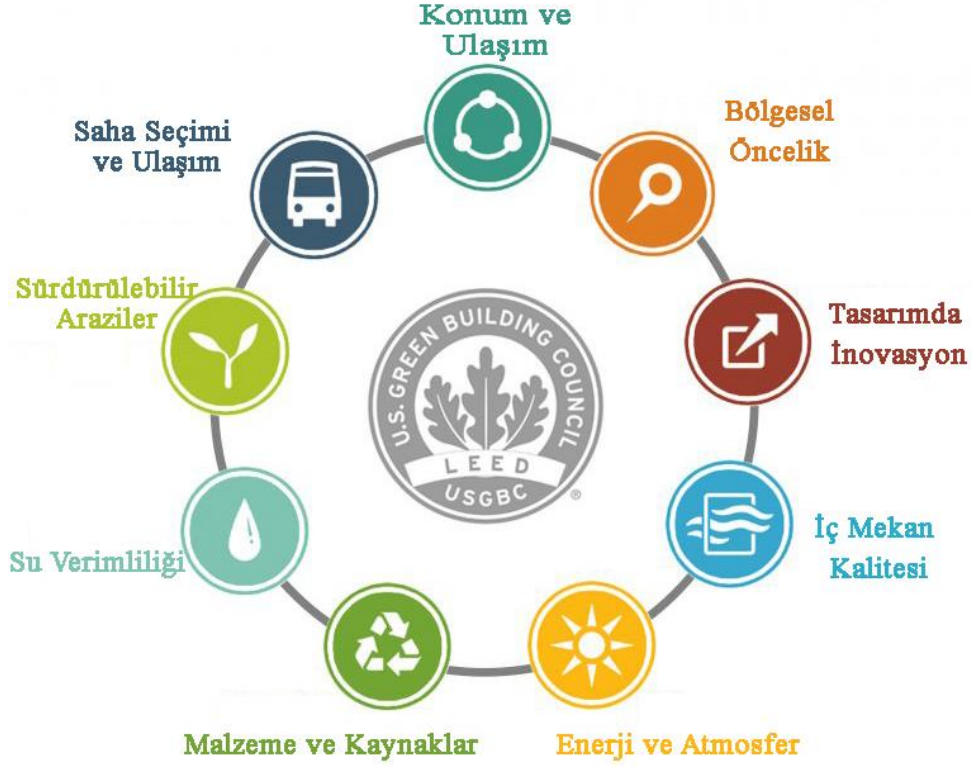 Konum ve
Ulaşım
Bölgesel
Öncelik
Tasarımda
İnovasyon
İç Mekan
Kalitesi
Enerji ve Atmosfer
Malzeme ve Kaynaklar
Su Verimliliği
Sürdürülebilir
Araziler
Saha Seçimi
ve Ulaşım
U.S. GREEN BUILDING COUNCIL
LEED
USGBC
®